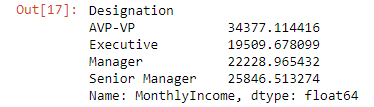 Out[17]: Designation
AVP-VP 34377.114416
Executive 19509.678099
Manager 22228.965432
Senior Manager 25846.513274
Name: MonthlyIncome, dtype: float64